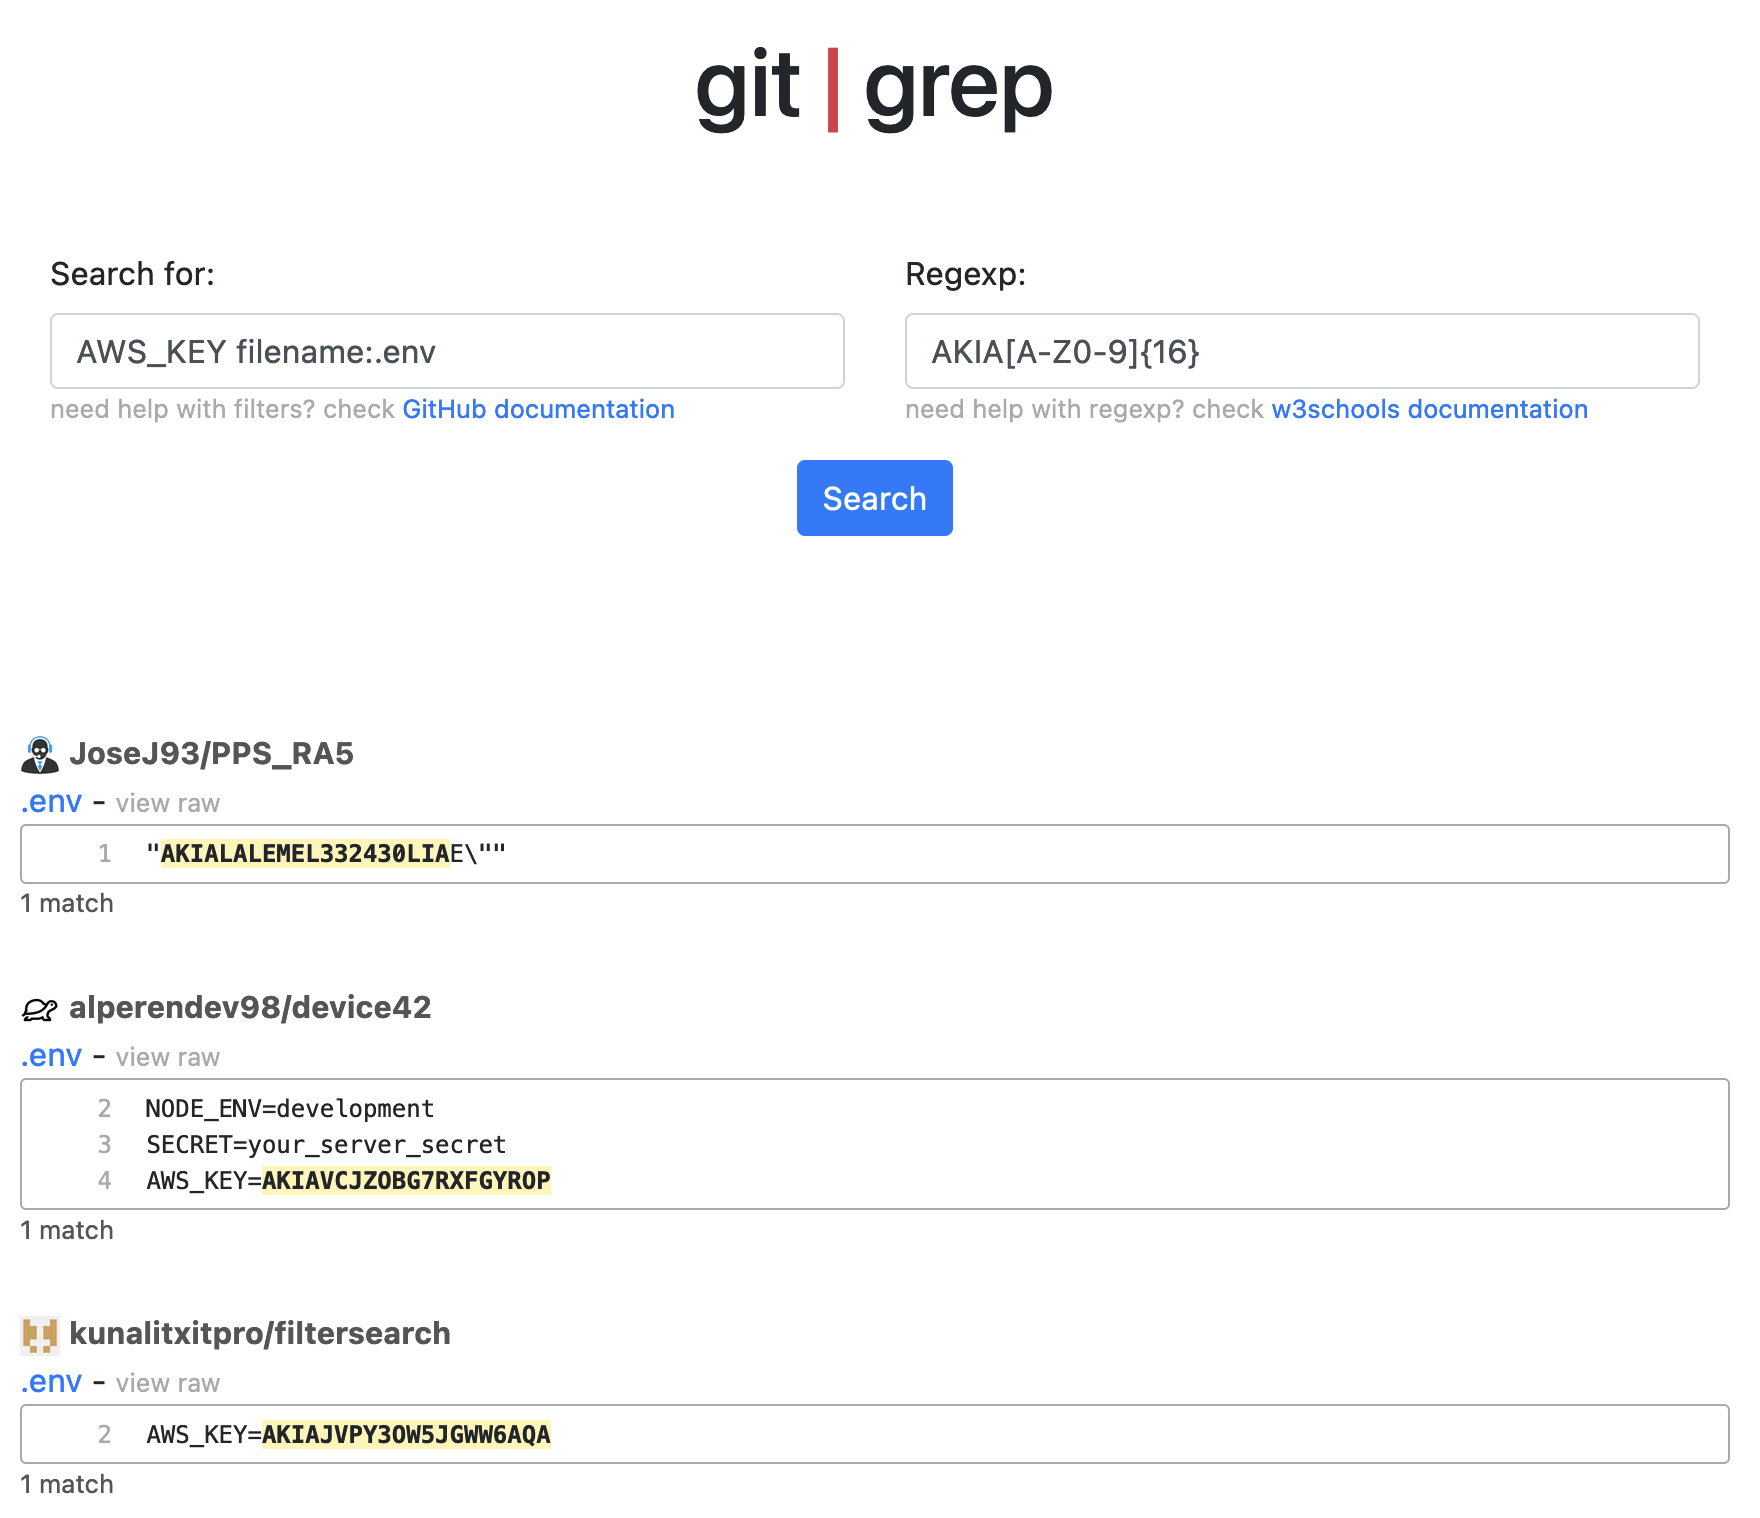 git | grep
Search for:
AWS_KEY filename:.env
need help with filters? check GitHub documentation
Regexp:
AKIA[A-Z0-9]{16}
need help with regexp? check w3schools documentation
Search
JoseJ93/PPS_RA5
.env - view raw
1 "AKIALALEMEL332430LIAE\""
1 match
alperendev98/device42
.env - view raw
2 NODE_ENV=development
3 SECRET=your_server_secret
4 AWS_KEY=AKIAVCJZOBG7RXFGYROP
1 match
kunalitxitpro/filtersearch
.env - view raw
2 AWS_KEY=AKIAJVPY3OW5JGWW6AQA
1 match